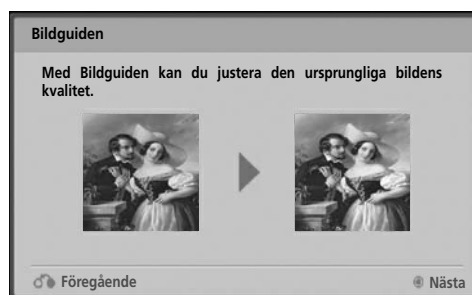 Bildguiden
Med Bildguiden kan du justera den ursprungliga bildens
kvalitet.
Föregående
Nästa